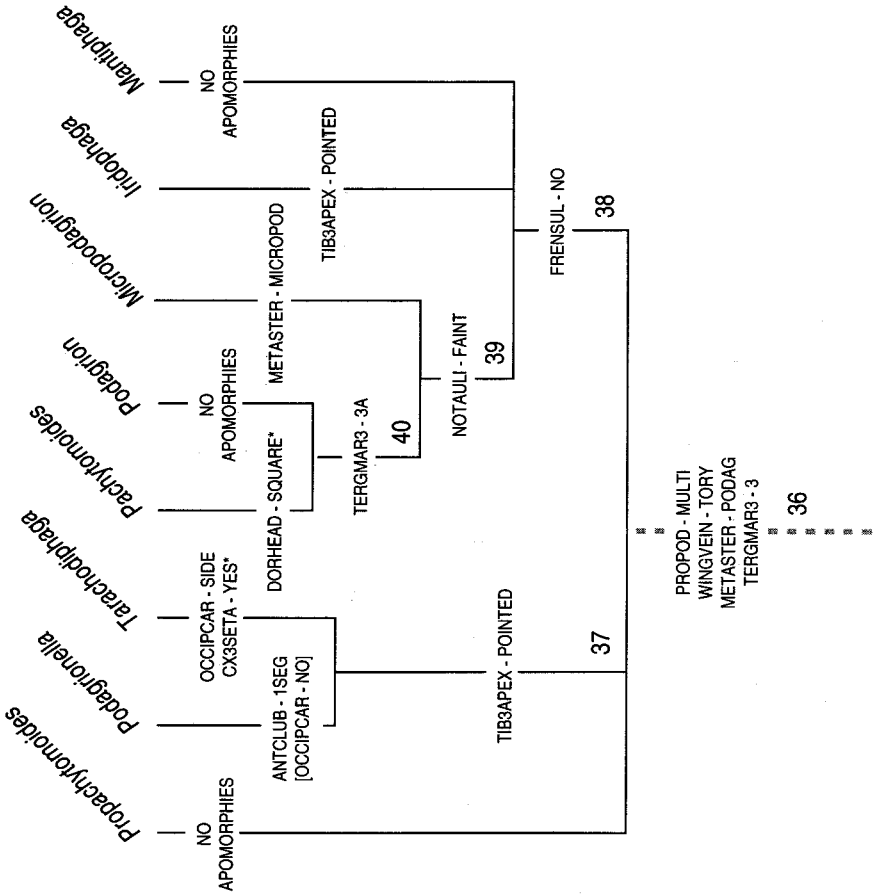 Propachytomoides
Podagrionella
Tarachodiphaga
Pachytomoides
Podagrion
Micropodagrion
Iridophaga
Mantiphaga
NO
APOMORPHIES
ANTCLUB - 1SEG
[OCCIPCAR - NO]
OCCIPCAR - SIDE
CX3SETA - YES*
DORHEAD - SQUARE*
NO
APOMORPHIES
METASTER - MICROPOD
TIB3APEX - POINTED
NO
APOMORPHIES
TERGMAR3 - 3A
40
NOTAULI - FAINT
39
TIB3APEX - POINTED
37
FRENSUL - NO
38
PROPOD - MULTI
WINGVEIN - TORY
METASTER - PODAG
TERGMAR3 - 3
36